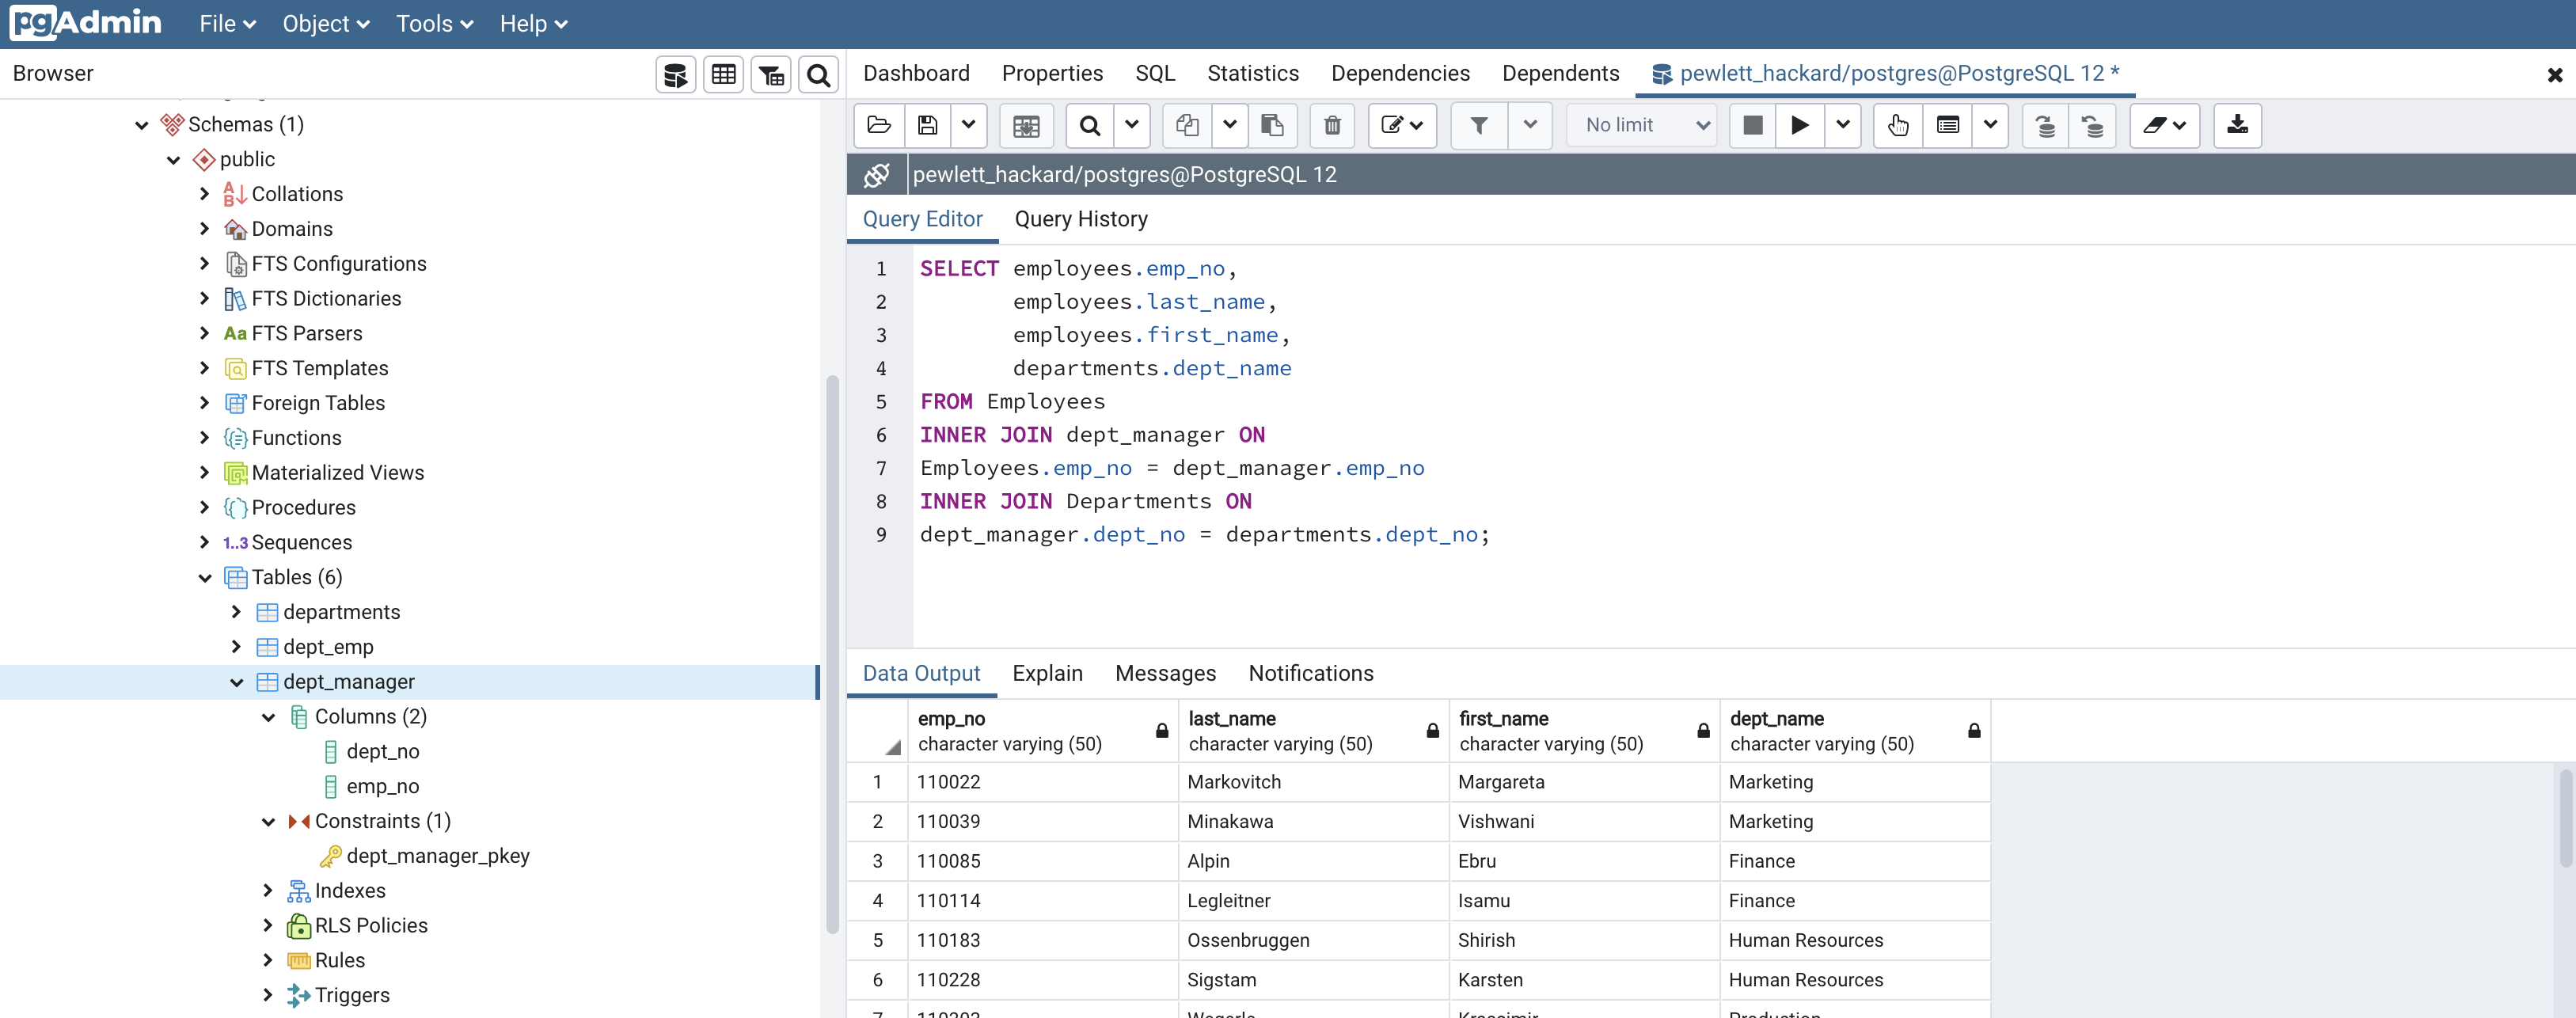 pgAdmin File Object Tools Help
Browser
Dashboard Properties SQL Statistics Dependencies Dependents pewlett_hackard/postgres@PostgreSQL 12 *
Schemas (1)
public
Collations
Domains
FTS Configurations
FTS Dictionaries
Aa FTS Parsers
FTS Templates
Foreign Tables
Functions
Materialized Views
Procedures
1..3 Sequences
Tables (6)
departments
dept_emp
dept_manager
Columns (2)
dept_no
emp_no
Constraints (1)
dept_manager_pkey
Indexes
RLS Policies
Rules
Triggers
No limit
pewlett_hackard/postgres@PostgreSQL 12
Query Editor Query History
1 SELECT employees.emp_no,
2 employees.last_name,
3 employees.first_name,
4 departments.dept_name
5 FROM Employees
6 INNER JOIN dept_manager ON
7 Employees.emp_no = dept_manager.emp_no
8 INNER JOIN Departments ON
9 dept_manager.dept_no = departments.dept_no;
Data Output Explain Messages Notifications
emp_no last_name first_name dept_name
character varying (50) character varying (50) character varying (50) character varying (50)
1 110022 Markovitch Margareta Marketing
2 110039 Minakawa Vishwani Marketing
3 110085 Alpin Ebru Finance
4 110114 Legleitner Isamu Finance
5 110183 Ossenbruggen Shirish Human Resources
6 110228 Sigstam Karsten Human Resources